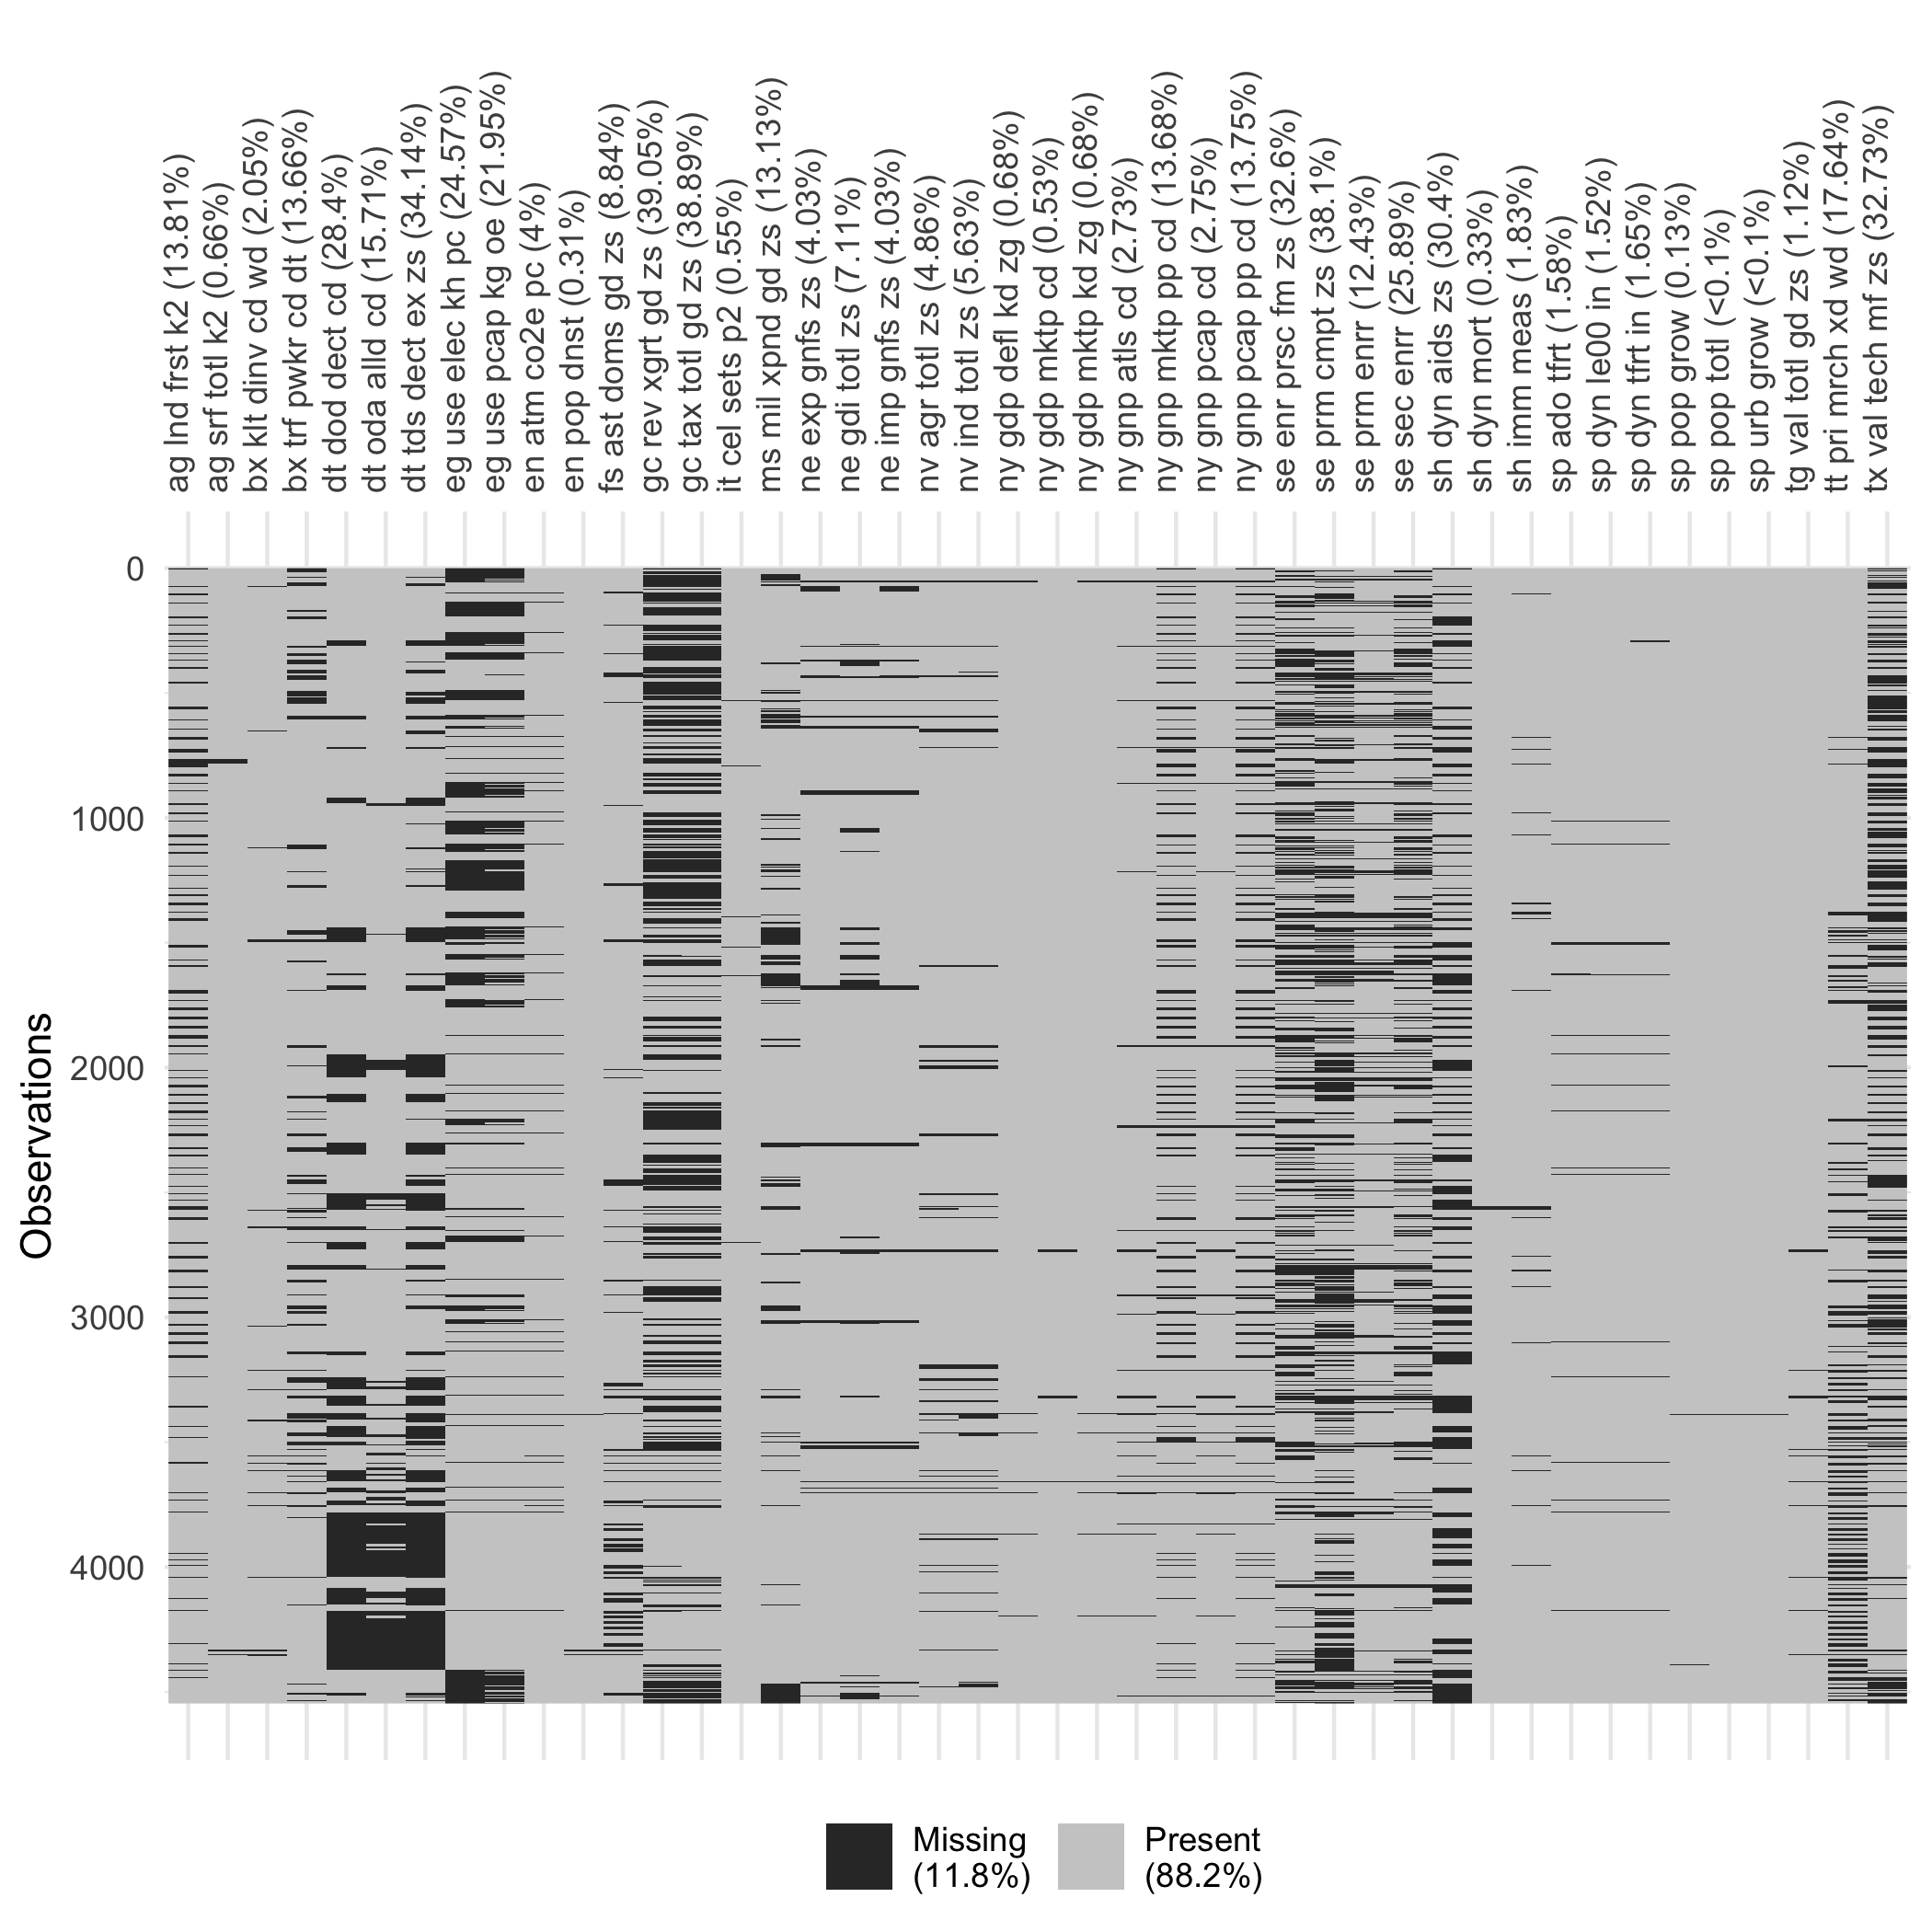 ag lnd frst k2 (13.81%)
ag srf totl k2 (0.66%)
bx klt dinv cd wd (2.05%)
bx trf pwkr cd dt (13.66%)
dt dod dect cd (28.4%)
dt oda alld cd (15.71%)
dt tds dect ex zs (34.14%)
eg use elec kh pc (24.57%)
eg use pcap kg oe (21.95%)
en atm co2e pc (4%)
en pop dnst (0.31%)
fs ast doms gd zs (8.84%)
gc rev xgrt gd zs (39.05%)
gc tax totl gd zs (38.89%)
it cel sets p2 (0.55%)
ms mil xpnd gd zs (13.13%)
ne exp gnfs zs (4.03%)
ne gdi totl zs (7.11%)
ne imp gnfs zs (4.03%)
nv agr totl zs (4.86%)
nv ind totl zs (5.63%)
ny gdp defl kd zg (0.68%)
ny gdp mktp cd (0.53%)
ny gdp mktp kd zg (0.68%)
ny gnp atls cd (2.73%)
ny gnp mktp pp cd (13.68%)
ny gnp pcap cd (2.75%)
ny gnp pcap pp cd (13.75%)
se enr prsc fm zs (32.6%)
se prm cmpt zs (38.1%)
se prm enrr (12.43%)
se sec enrr (25.89%)
sh dyn aids zs (30.4%)
sh dyn mort (0.33%)
sh imm meas (1.83%)
sp ado tfrt (1.58%)
sp dyn le00 in (1.52%)
sp dyn tfrt in (1.65%)
sp pop grow (0.13%)
sp pop totl (<0.1%)
sp urb grow (<0.1%)
tg val totl gd zs (1.12%)
tt pri mrch xd wd (17.64%)
tx val tech mf zs (32.73%)
0
1000
2000
3000
4000
Observations
Missing
(11.8%)
Present
(88.2%)